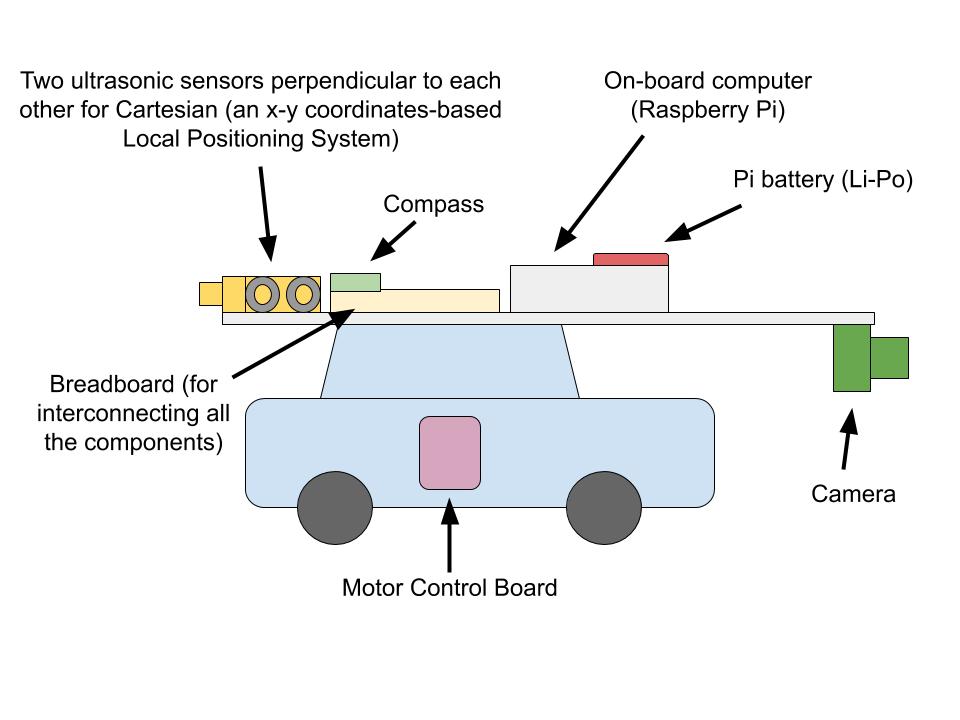 Two ultrasonic sensors perpendicular to each
other for Cartesian (an x-y coordinates-based
Local Positioning System)
On-board computer
(Raspberry Pi)
Pi battery (Li-Po)
Compass
Breadboard (for
interconnecting all
the components)
Camera
Motor Control Board